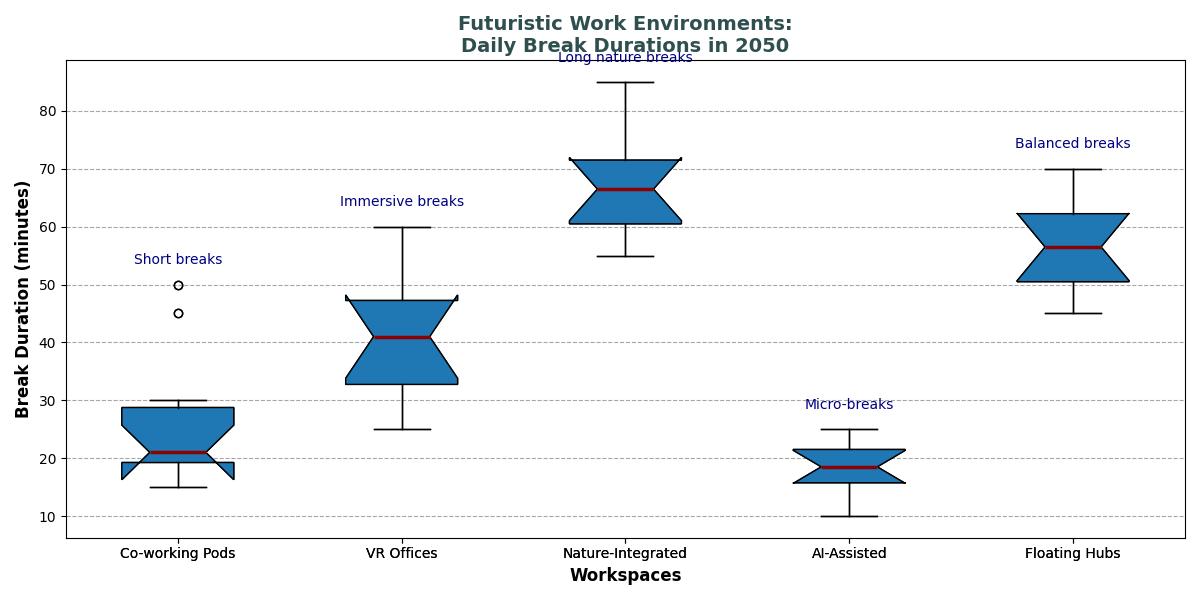 Futuristic Work Environments:
Daily Break Durations in 2050
Long nature breaks
Balanced breaks
Immersive breaks
Short breaks
Micro-breaks
Break Duration (minutes)
80
70
60
50
40
30
20
10
Co-working Pods VR Offices Nature-Integrated AI-Assisted Floating Hubs
Workspaces